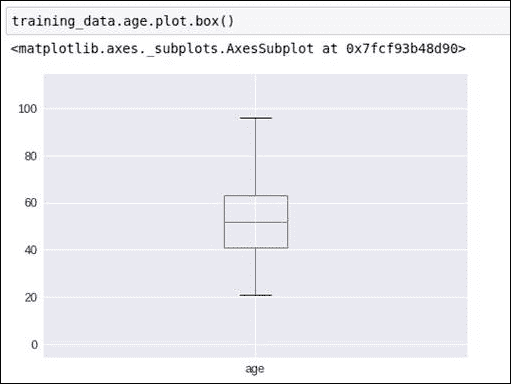 training_data.age.plot.box()
<matplotlib.axes._subplots.AxesSubplot at 0x7fcf93b48d90>
100
80
60
40
20
0
age